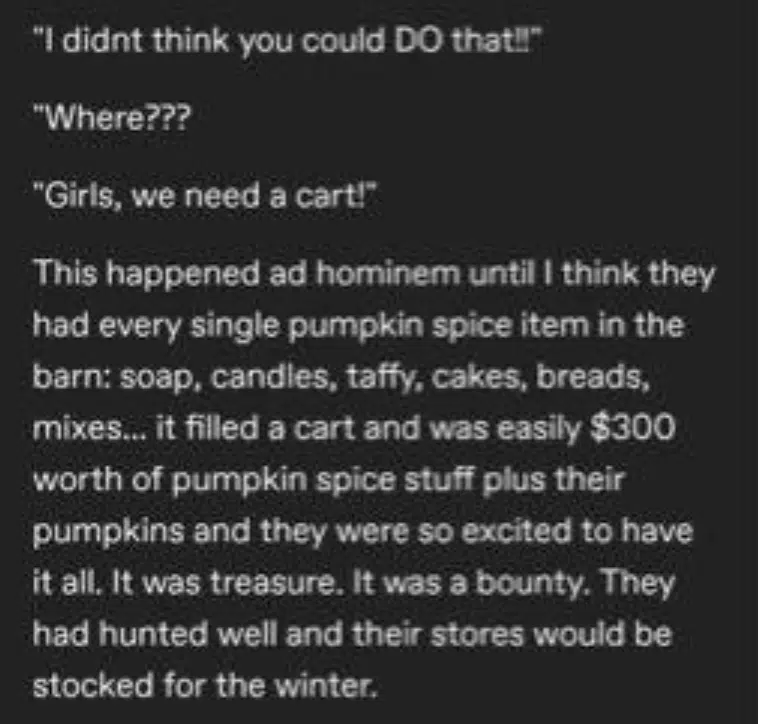 "I didnt think you could DO that!!"
"Where???
"Girls, we need a cart!"
This happened ad hominem until I think they
had every single pumpkin spice item in the
barn: soap, candles, taffy, cakes, breads,
mixes... it filled a cart and was easily $300
worth of pumpkin spice stuff plus their
pumpkins and they were so excited to have
it all. It was treasure. It was a bounty. They
had hunted well and their stores would be
stocked for the winter.